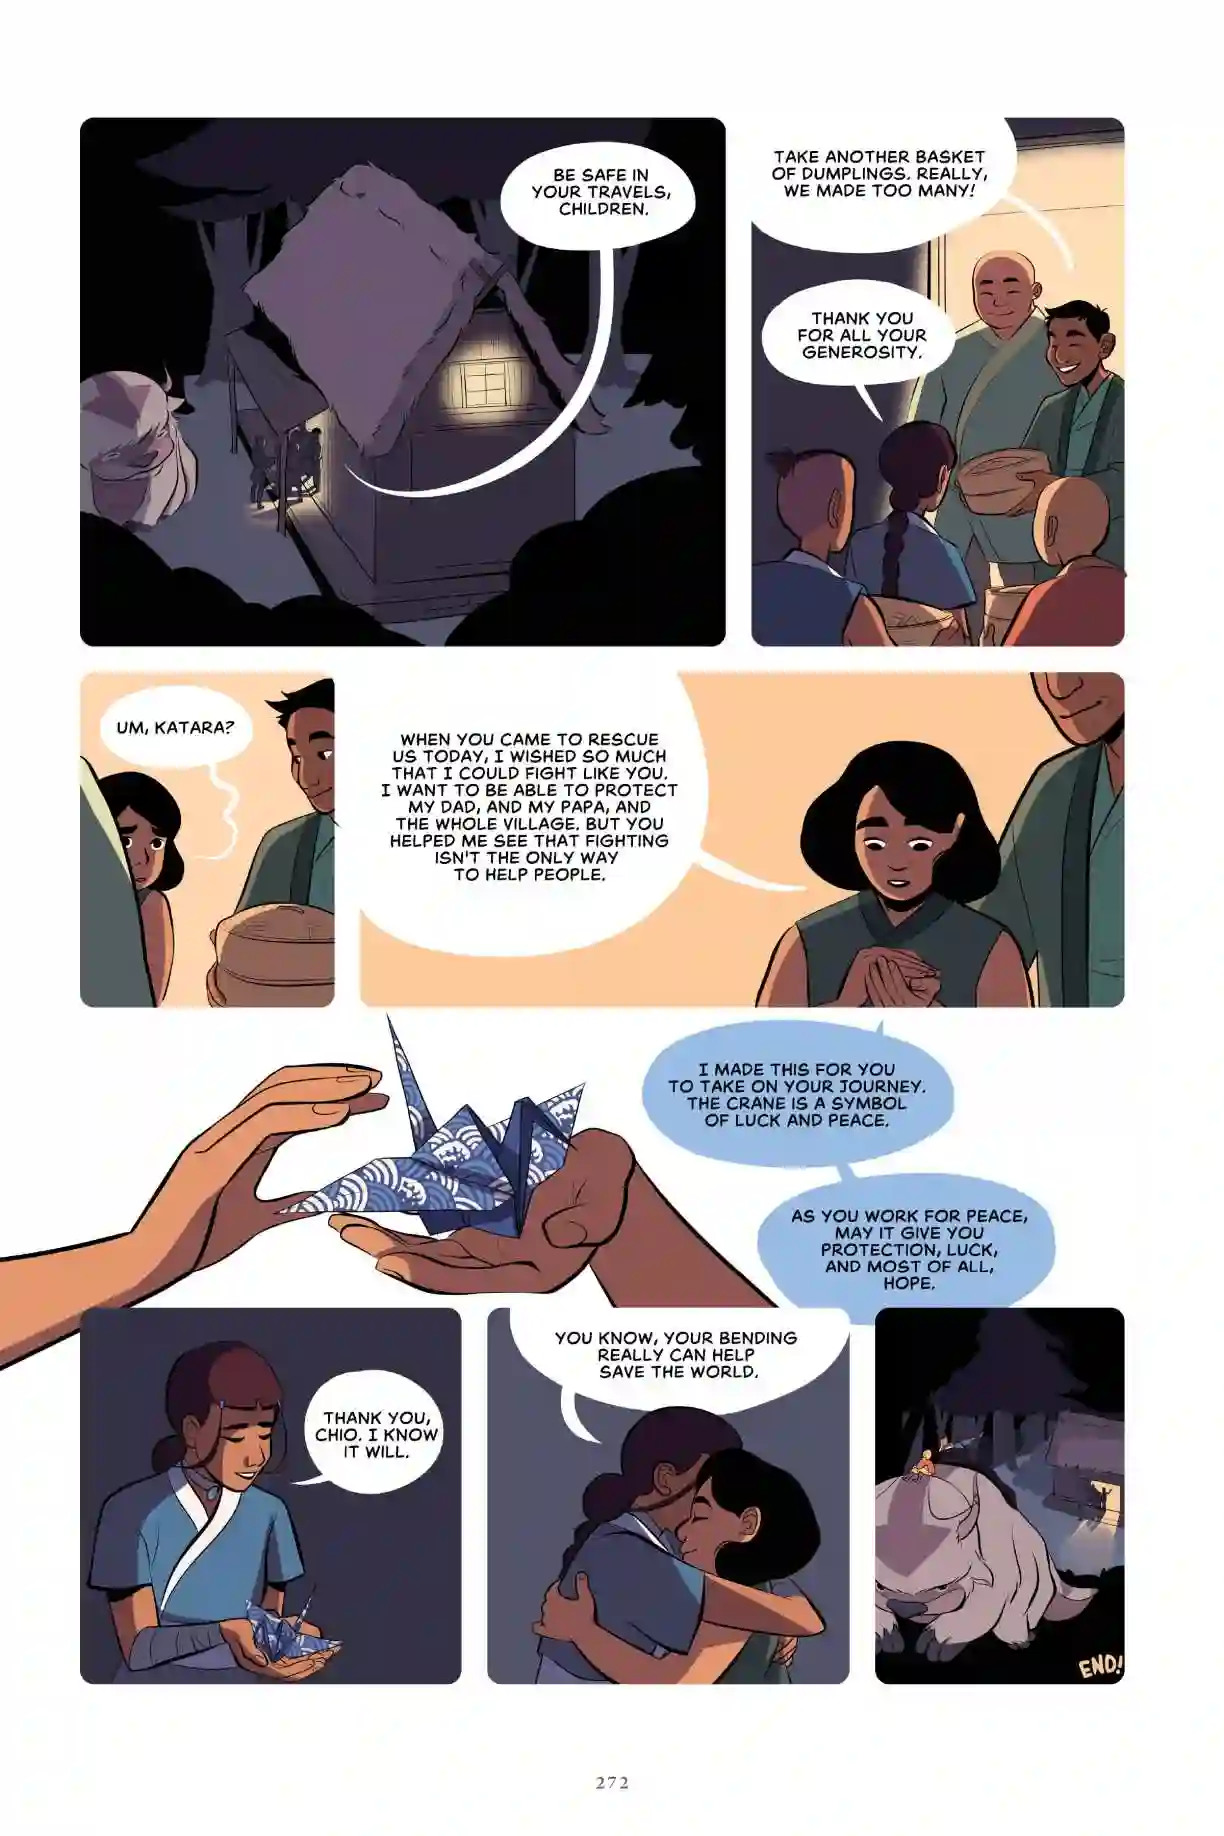 BE SAFE IN
YOUR TRAVELS,
CHILDREN.
TAKE ANOTHER BASKET
OF DUMPLINGS. REALLY,
WE MADE TOO MANY!
THANK YOU
FOR ALL YOUR
GENEROSITY.
UM, KATARA?
WHEN YOU CAME TO RESCUE
US TODAY, I WISHED SO MUCH
THAT I COULD FIGHT LIKE YOU.
I WANT TO BE ABLE TO PROTECT
MY DAD, AND MY PAPA, AND
THE WHOLE VILLAGE. BUT YOU
HELPED ME SEE THAT FIGHTING
ISN'T THE ONLY WAY
TO HELP PEOPLE.
I MADE THIS FOR YOU
TO TAKE ON YOUR JOURNEY.
THE CRANE IS A SYMBOL
OF LUCK AND PEACE.
AS YOU WORK FOR PEACE,
MAY IT GIVE YOU
PROTECTION, LUCK,
AND MOST OF ALL,
HOPE.
THANK YOU,
CHIO. I KNOW
IT WILL.
YOU KNOW, YOUR BENDING
REALLY CAN HELP
SAVE THE WORLD.
END!
272